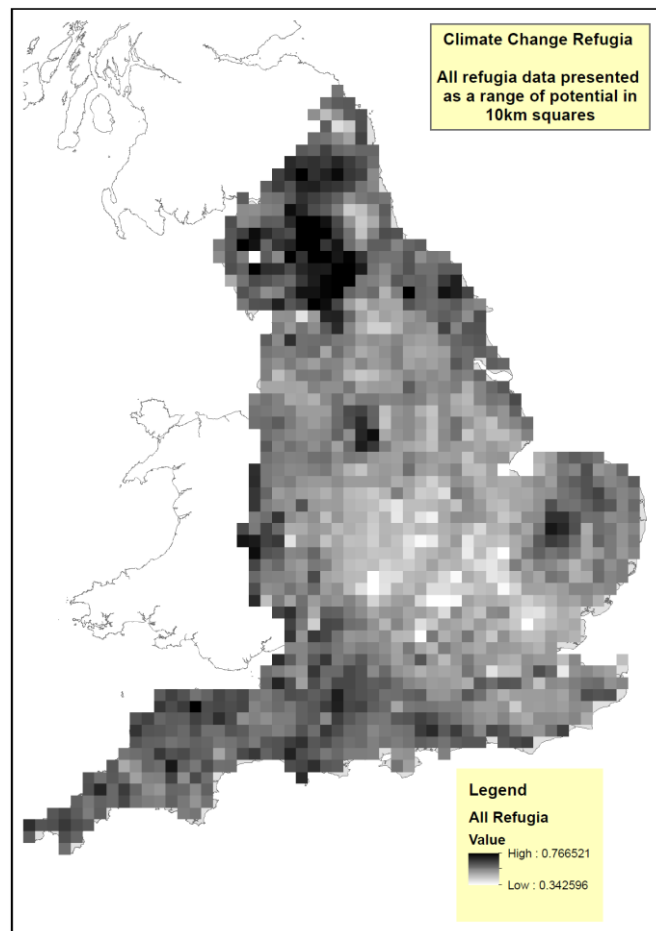 Climate Change Refugia
All refugia data presented
as a range of potential in
10km squares
Legend
All Refugia
Value
High : 0.766521
Low : 0.342596